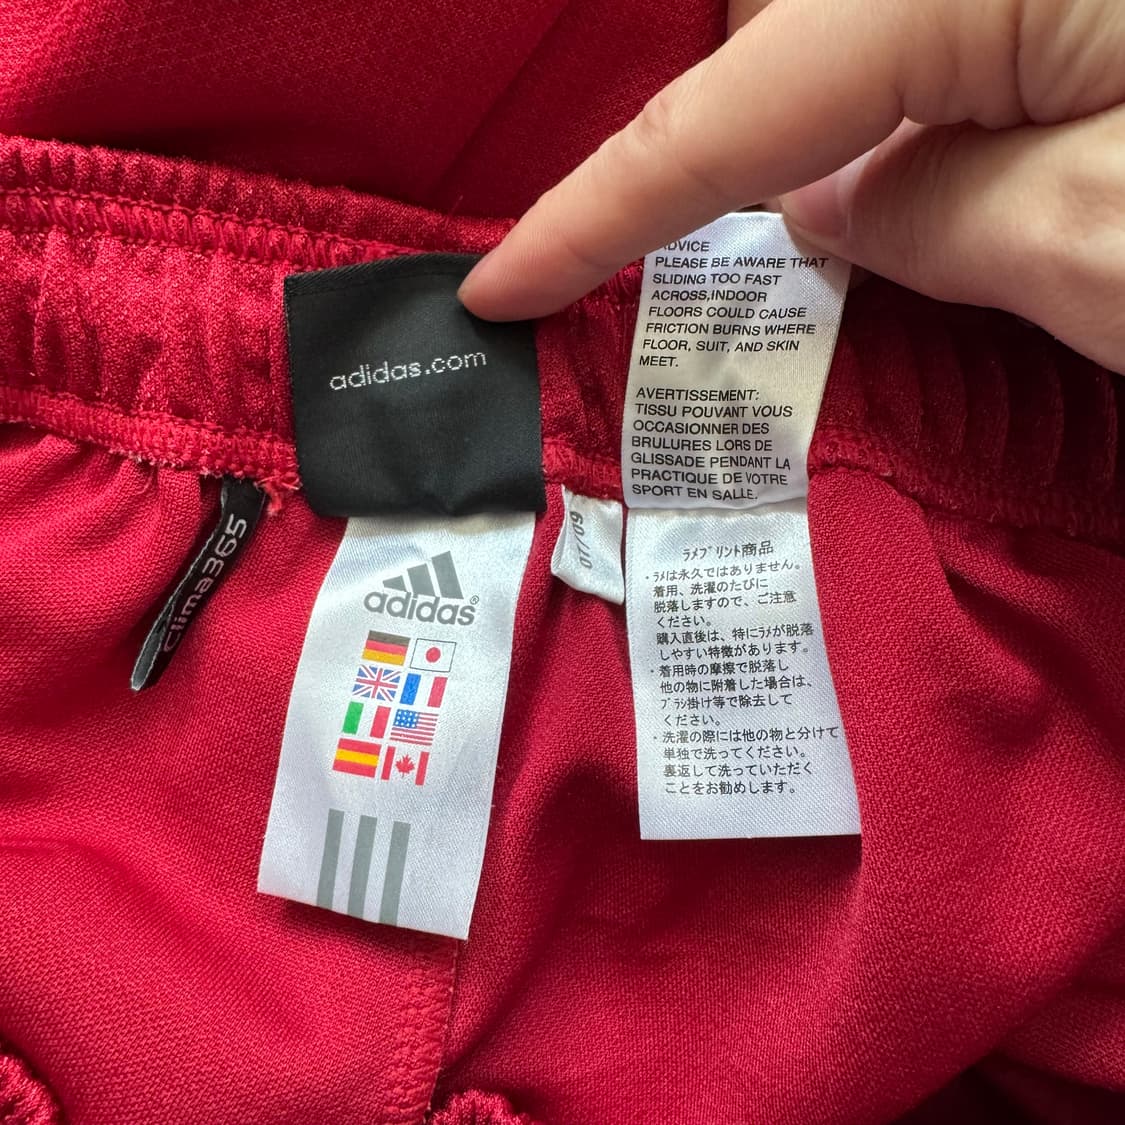 adidas.com
Clima365
adidas®
07/09
ADVICE
PLEASE BE AWARE THAT
SLIDING TOO FAST
ACROSS,INDOOR
FLOORS COULD CAUSE
FRICTION BURNS WHERE
FLOOR, SUIT, AND SKIN
MEET.
AVERTISSEMENT:
TISSU POUVANT VOUS
OCCASIONNER DES
BRULURES LORS DE
GLISSADE PENDANT LA
PRACTIQUE DE VOTRE
SPORT EN SALLE.
ﾗﾒﾌﾟﾘﾝﾄ商品
・ﾗﾒは永久ではありません。
着用、洗濯のたびに
脱落しますので、ご注意
ください。
購入直後は、特にﾗﾒが脱落
しやすい特徴があります。
・着用時の摩擦で脱落し
他の物に附着した場合は、
ﾌﾞﾗｼ掛け等で除去して
ください。
・洗濯の際には他の物と分けて
単独で洗ってください。
裏返して洗っていただく
ことをお勧めします。